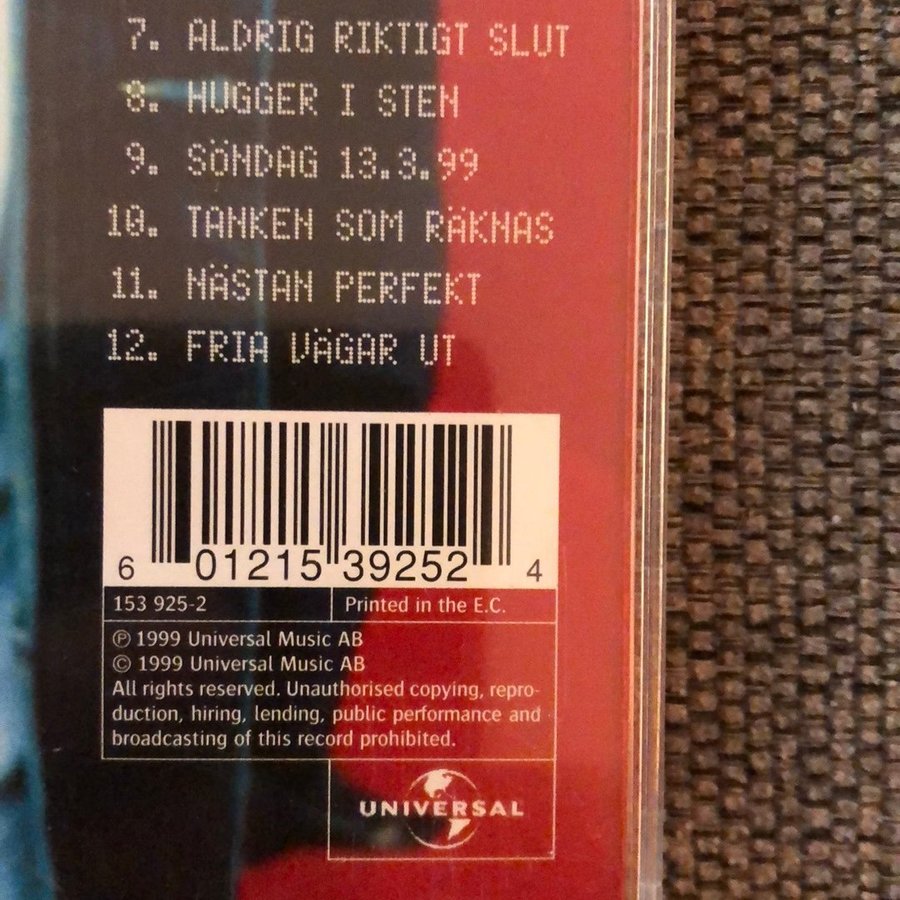 7. ALDRIG RIKTIGT SLUT
8. HUGGER I STEN
9. SÖNDAG 13.3.99
10. TANKEN SOM RÄKNAS
11. NÄSTAN PERFEKT
12. FRIA VÄGAR UT
6 01215 39252 4
153 925-2 Printed in the E.C.
℗ 1999 Universal Music AB
© 1999 Universal Music AB
All rights reserved. Unauthorised copying, repro-
duction, hiring, lending, public performance and
broadcasting of this record prohibited.
UNIVERSAL